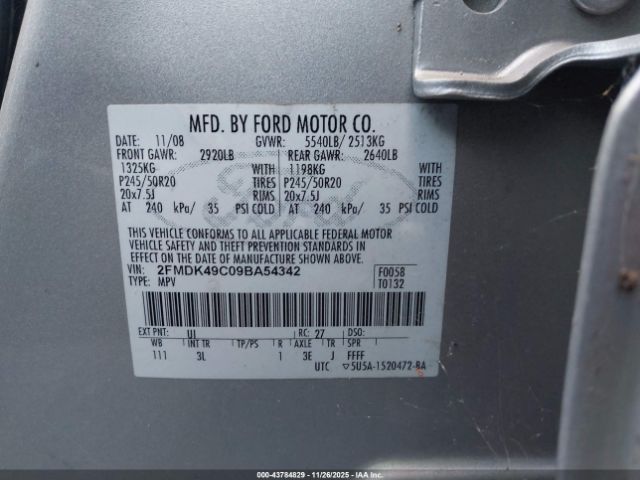 MFD. BY FORD MOTOR CO.
DATE: 11/08 GVWR: 5540LB/ 2513KG
FRONT GAWR: 2920LB REAR GAWR: 2640LB
1325KG WITH 1198KG WITH
P245/50R20 TIRES P245/50R20 TIRES
20x7.5J RIMS 20x7.5J RIMS
AT 240 kPa/ 35 PSI COLD AT 240 kPa/ 35 PSI COLD
THIS VEHICLE CONFORMS TO ALL APPLICABLE FEDERAL MOTOR
VEHICLE SAFETY AND THEFT PREVENTION STANDARDS IN
EFFECT ON THE DATE OF MANUFACTURE SHOWN ABOVE.
VIN: 2FMDK49C09BA54342 F0058
TYPE: MPV T0132
EXT PNT: UI RC: 27 DSO:
WB INT TR TP/PS R AXLE TR SPR
111 3L 1 3E J FFFF
UTC ▽5U5A-1520472-BA
Ford
000-43784829 - 11/26/2025 - IAA Inc.